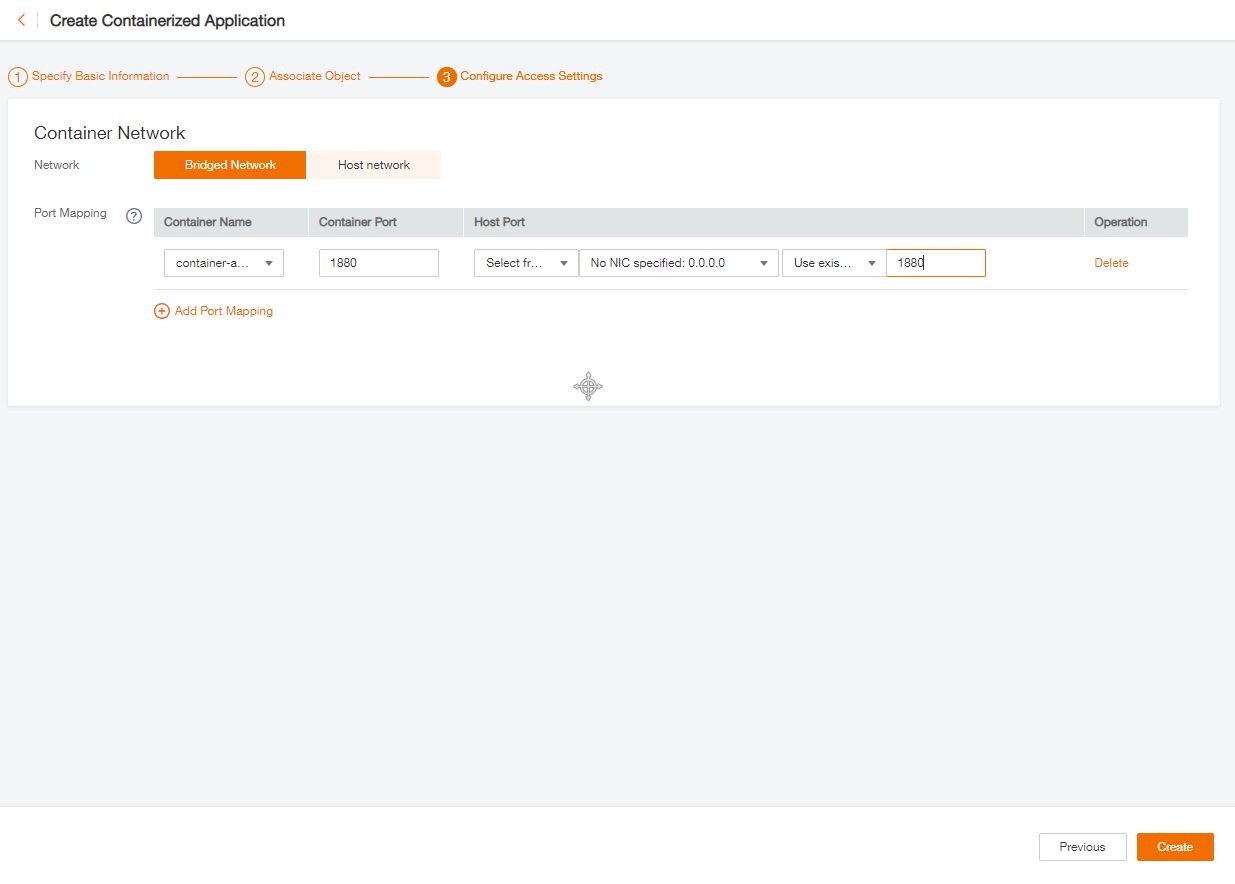 Create Containerized Application
1 Specify Basic Information 2 Associate Object 3 Configure Access Settings
Container Network
Network Bridged Network Host network
Port Mapping ? Container Name Container Port Host Port Operation
container-a... 1880 Select fr... No NIC specified: 0.0.0.0 Use exis... 1880 Delete
Add Port Mapping
Previous Create